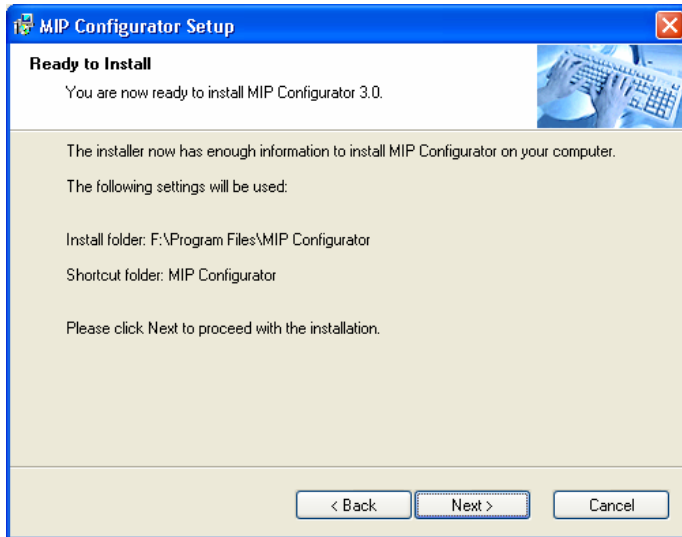 MIP Configurator Setup
Ready to Install
You are now ready to install MIP Configurator 3.0.
The installer now has enough information to install MIP Configurator on your computer.
The following settings will be used:
Install folder: F:\Program Files\MIP Configurator
Shortcut folder: MIP Configurator
Please click Next to proceed with the installation.
< Back Next > Cancel